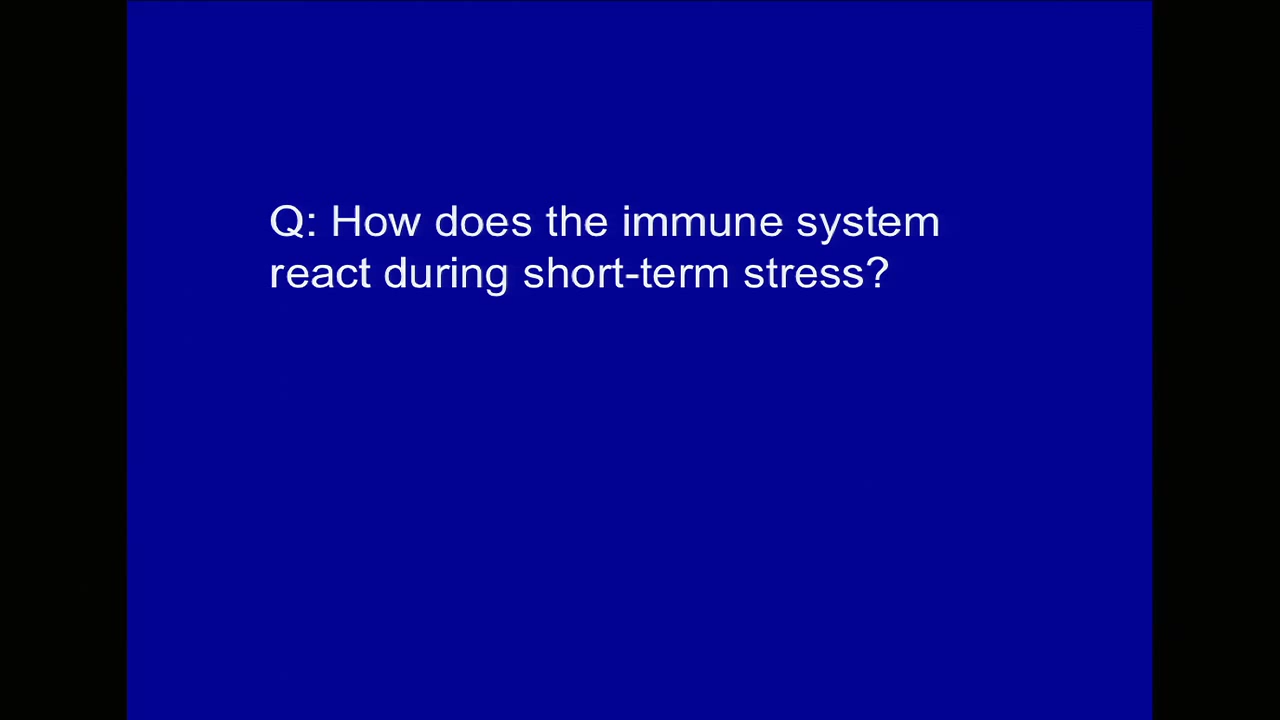 Q: How does the immune system
react during short-term stress?